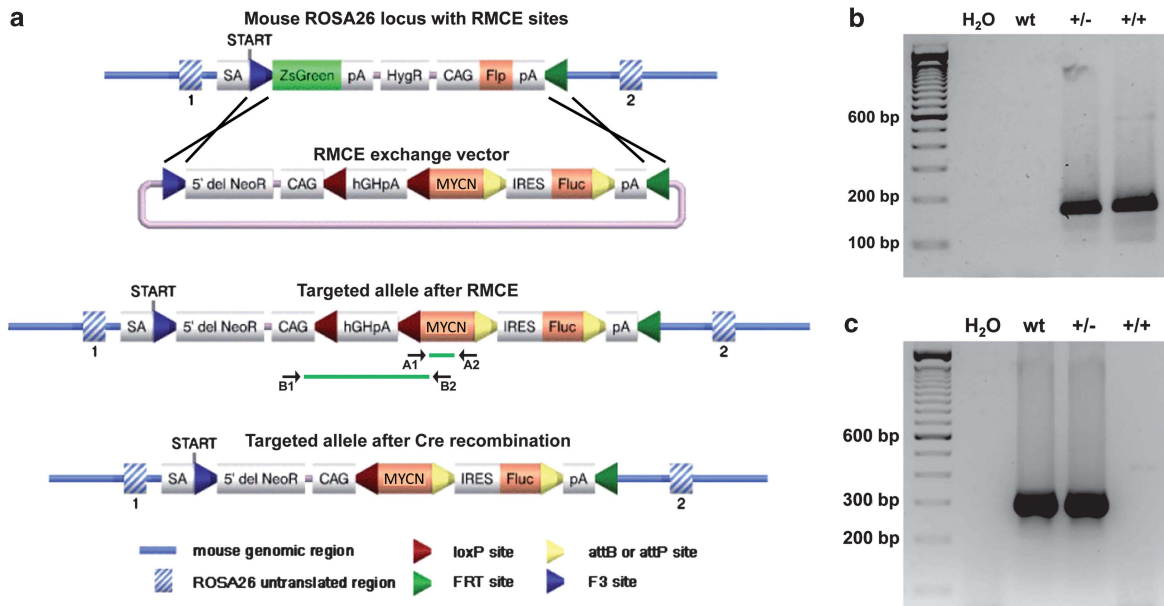 a
Mouse ROSA26 locus with RMCE sites
START
SA ZsGreen pA HygR CAG Flp pA
1 2
RMCE exchange vector
5' del NeoR CAG hGHpA MYCN IRES Fluc pA
Targeted allele after RMCE
START
SA 5' del NeoR CAG hGHpA MYCN IRES Fluc pA
1 2
A1 A2
B1 B2
Targeted allele after Cre recombination
START
SA 5' del NeoR CAG MYCN IRES Fluc pA
1 2
mouse genomic region
loxP site
attB or attP site
ROSA26 untranslated region
FRT site
F3 site
b
H₂O wt +/- +/+
600 bp
200 bp
100 bp
c
H₂O wt +/- +/+
600 bp
300 bp
200 bp